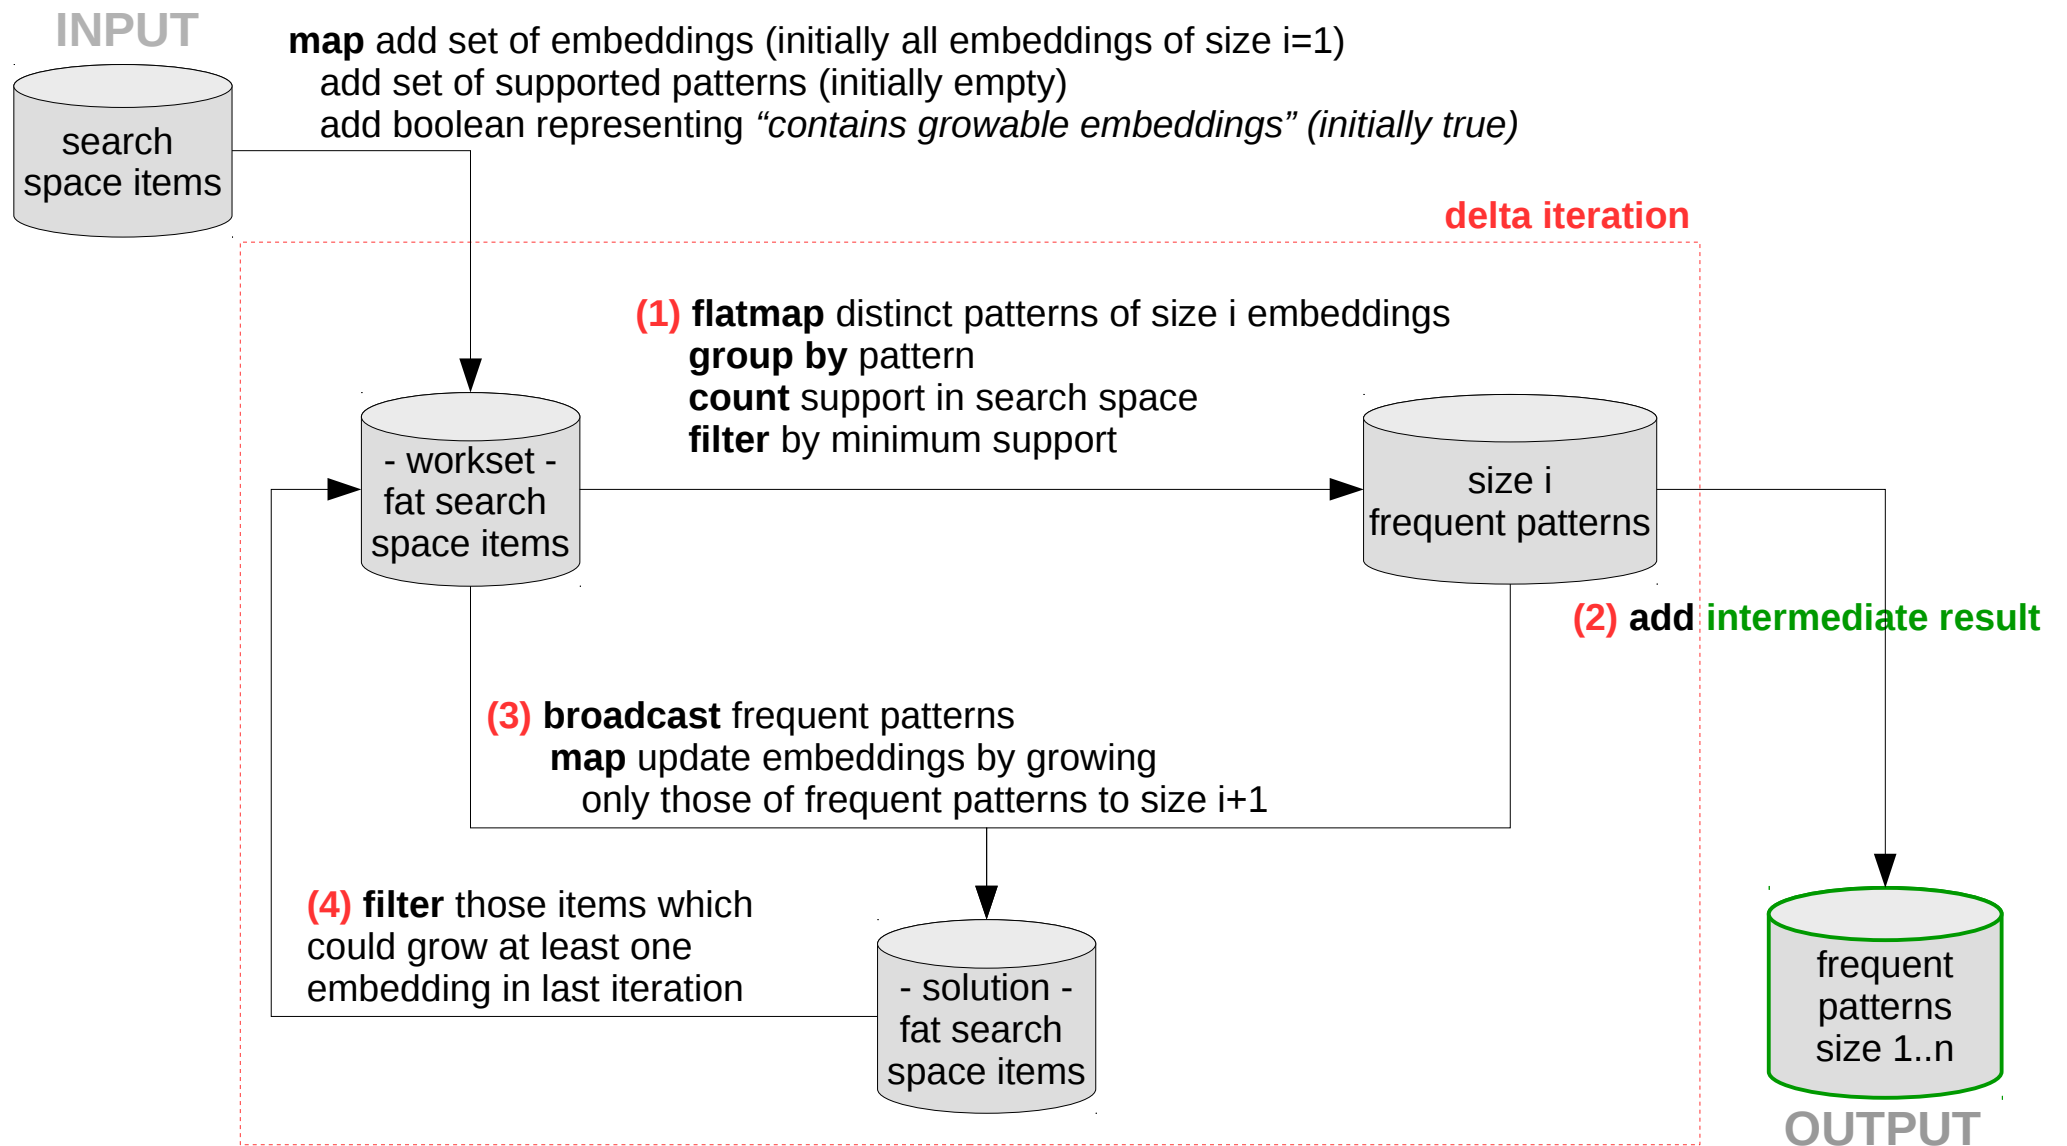 INPUT
map add set of embeddings (initially all embeddings of size i=1)
add set of supported patterns (initially empty)
add boolean representing “contains growable embeddings” (initially true)
search
space items
delta iteration
(1) flatmap distinct patterns of size i embeddings
group by pattern
count support in search space
filter by minimum support
- workset -
fat search
space items
size i
frequent patterns
(2) add intermediate result
(3) broadcast frequent patterns
map update embeddings by growing
only those of frequent patterns to size i+1
(4) filter those items which
could grow at least one
embedding in last iteration
- solution -
fat search
space items
frequent
patterns
size 1..n
OUTPUT